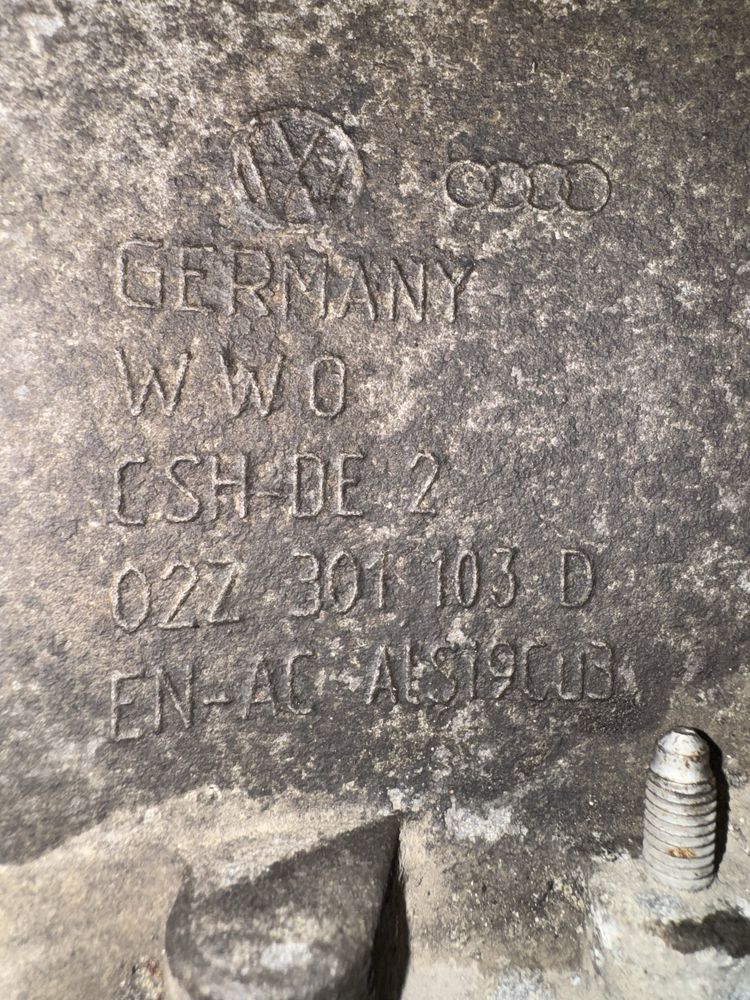 GERMANY
WWO
CSH-DE 2
02Z 301 103 D
EN-AC-AlSi9Cu3